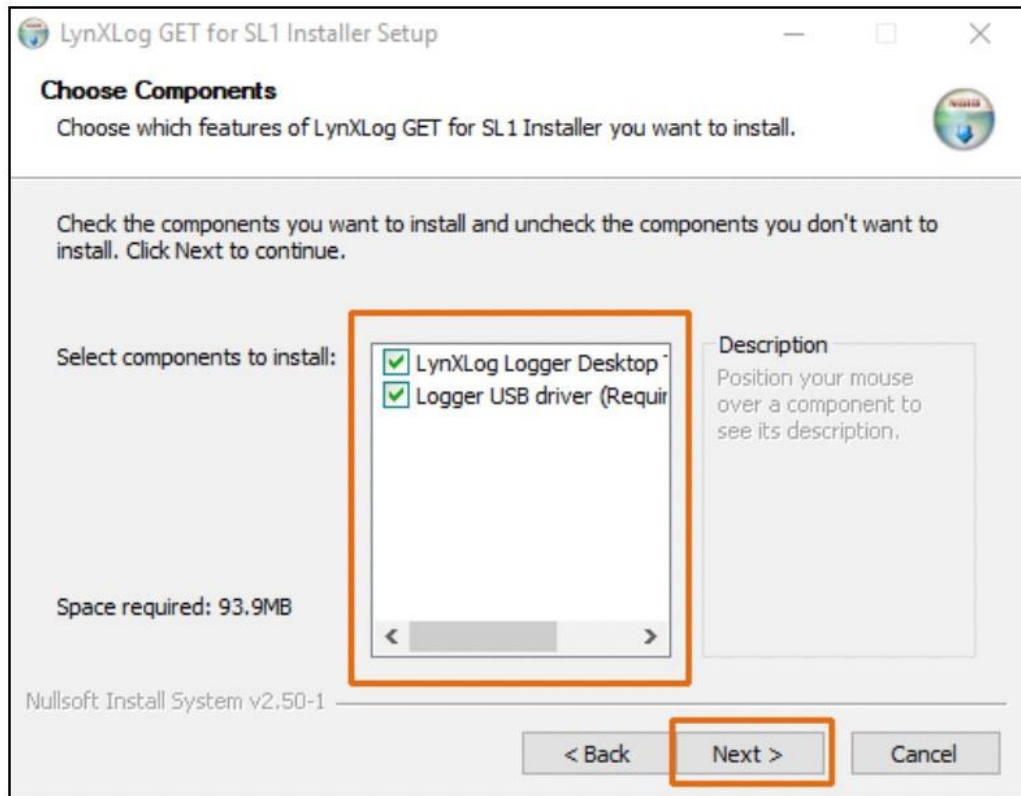 LynXLog GET for SL1 Installer Setup
Choose Components
Choose which features of LynXLog GET for SL1 Installer you want to install.
Check the components you want to install and uncheck the components you don't want to
install. Click Next to continue.
Select components to install:
LynXLog Logger Desktop
Logger USB driver (Requir
Description
Position your mouse
over a component to
see its description.
Space required: 93.9MB
Nullsoft Install System v2.50-1
< Back
Next >
Cancel